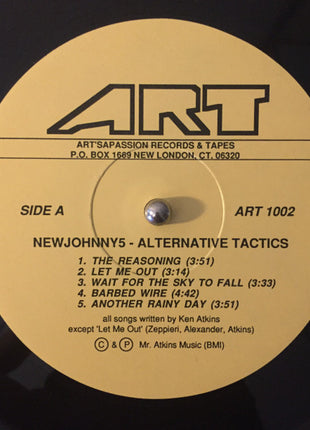 ART
ART'SAPASSION RECORDS & TAPES
P.O. BOX 1689 NEW LONDON, CT. 06320
SIDE A ART 1002
NEWJOHNNY5 - ALTERNATIVE TACTICS
1. THE REASONING (3:51)
2. LET ME OUT (3:14)
3. WAIT FOR THE SKY TO FALL (3:33)
4. BARBED WIRE (4:42)
5. ANOTHER RAINY DAY (3:51)
all songs written by Ken Atkins
except 'Let Me Out' (Zeppieri, Alexander, Atkins)
Ⓒ & Ⓟ Mr. Atkins Music (BMI)